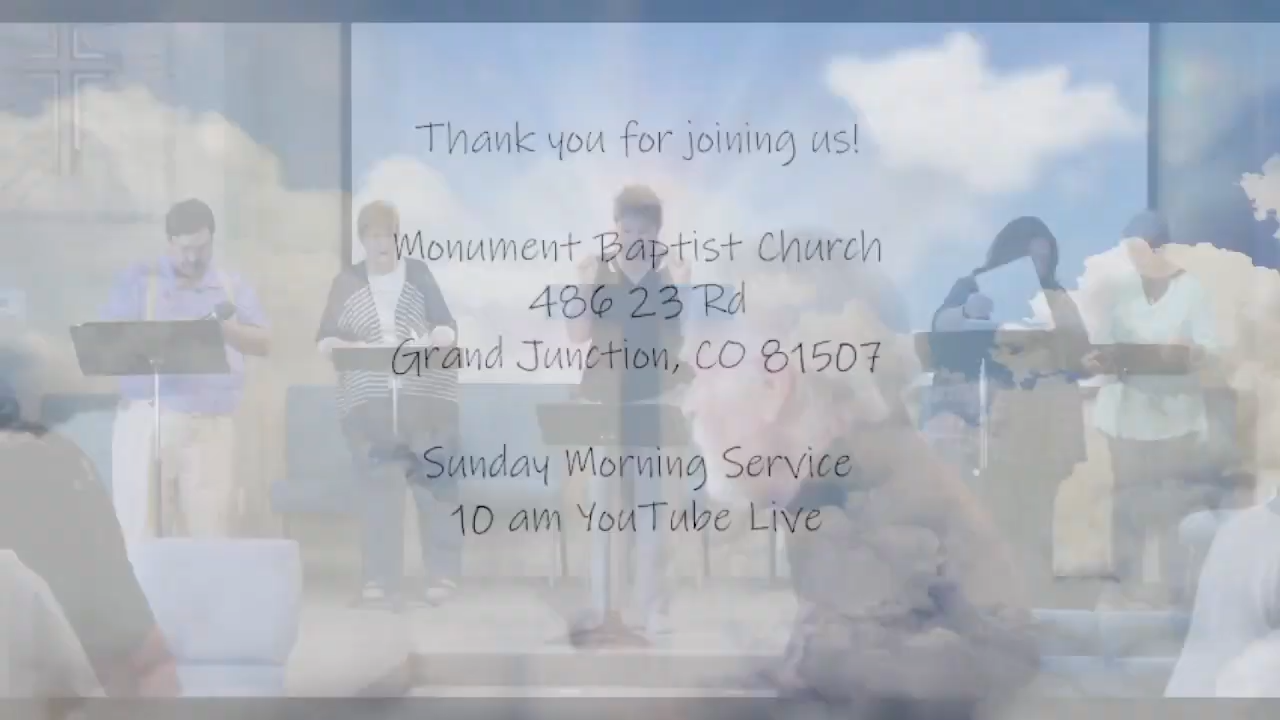 Thank you for joining us!
Monument Baptist Church
486 23 Rd
Grand Junction, CO 81507
Sunday Morning Service
10 am YouTube Live